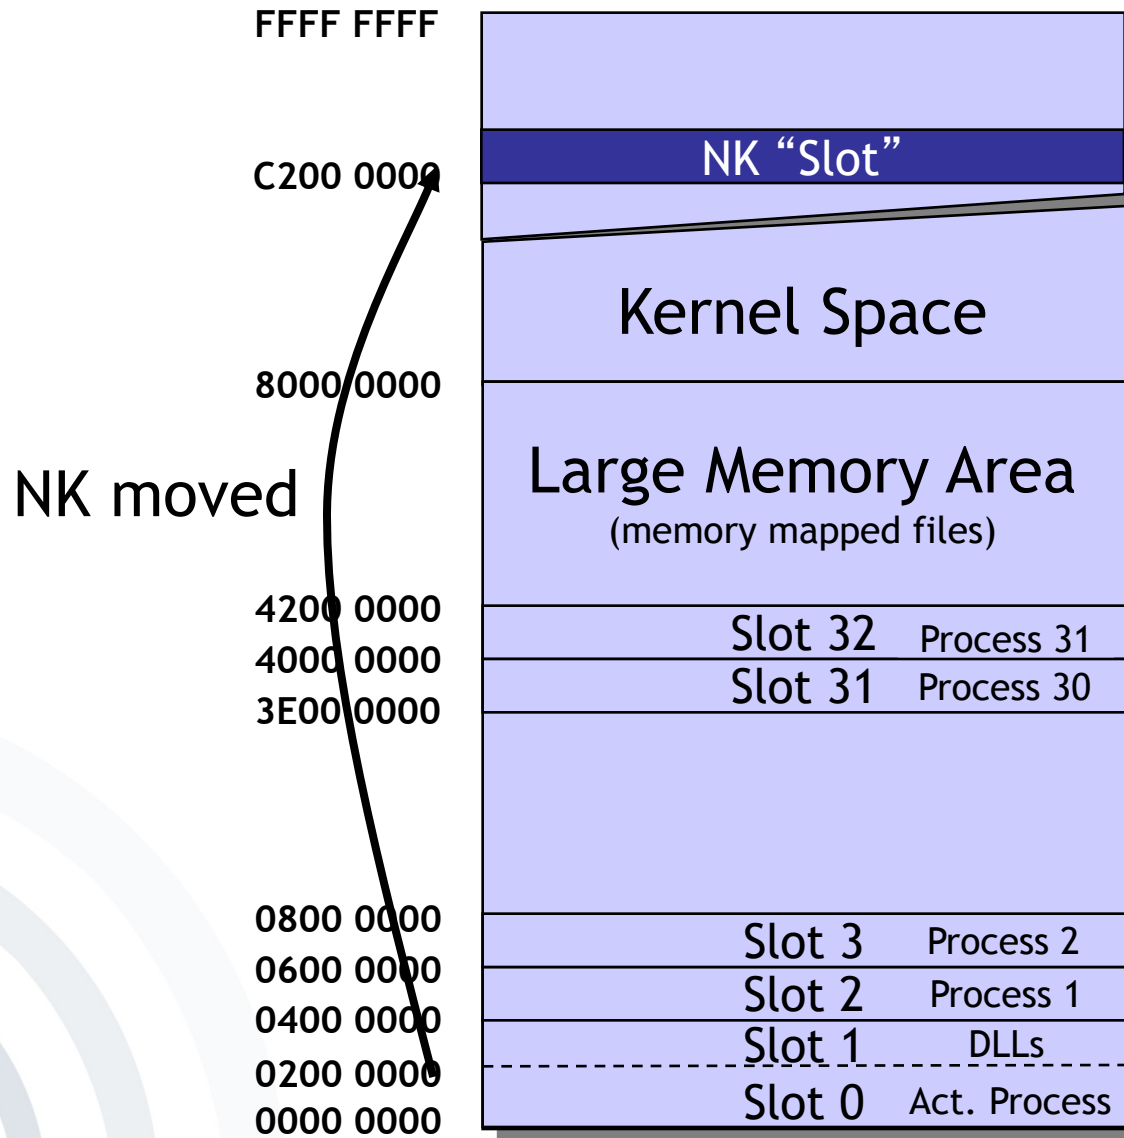 FFFF FFFF
NK “Slot”
C200 0000
Kernel Space
8000 0000
Large Memory Area
NK moved
(memory mapped files)
4200 0000
Slot 32 Process 31
4000 0000
Slot 31 Process 30
3E00 0000
0800 0000
Slot 3 Process 2
0600 0000
Slot 2 Process 1
0400 0000
Slot 1 DLLs
0200 0000
Slot 0 Act. Process
0000 0000